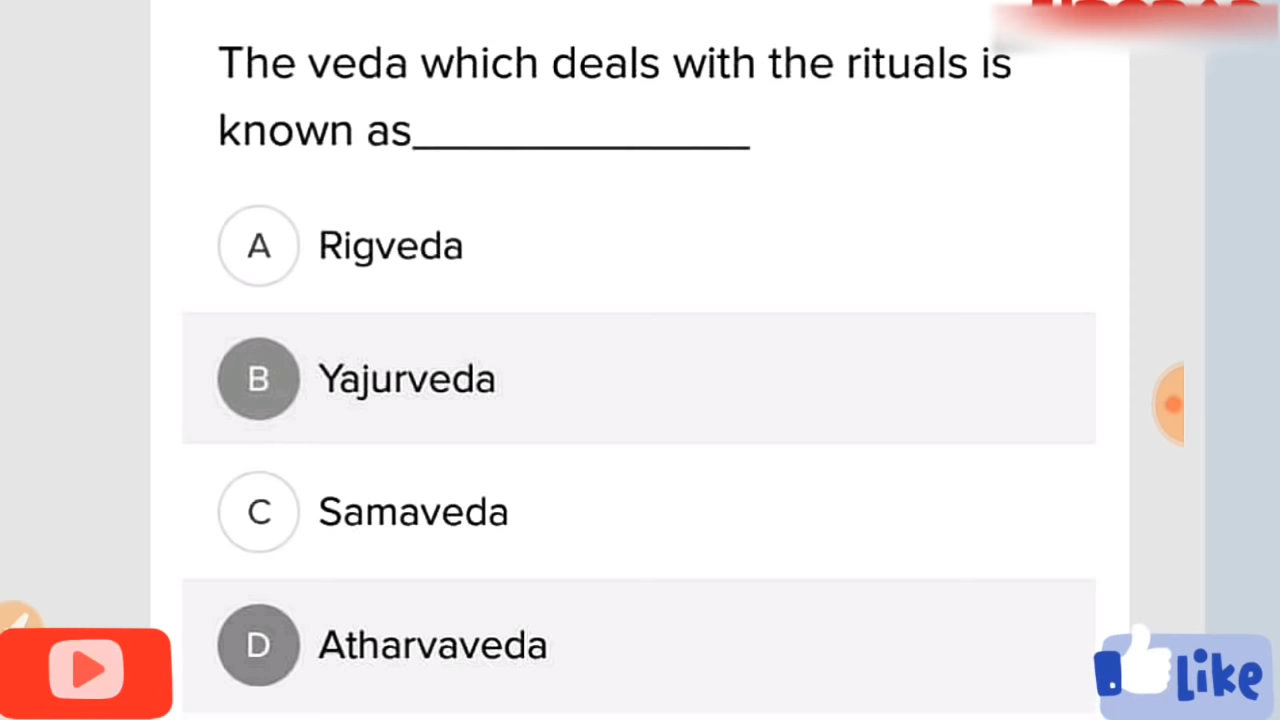 The veda which deals with the rituals is
known as______________
A Rigveda
B Yajurveda
C Samaveda
D Atharvaveda
Like